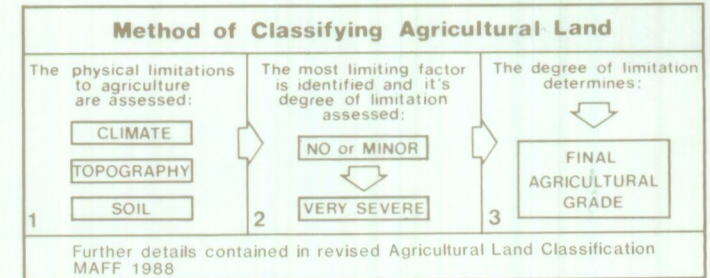 Method of Classifying Agricultural Land
The physical limitations
to agriculture
are assessed:
CLIMATE
TOPOGRAPHY
SOIL
1
The most limiting factor
is identified and it's
degree of limitation
assessed:
NO or MINOR
VERY SEVERE
2
The degree of limitation
determines:
FINAL
AGRICULTURAL
GRADE
3
Further details contained in revised Agricultural Land Classification
MAFF 1988